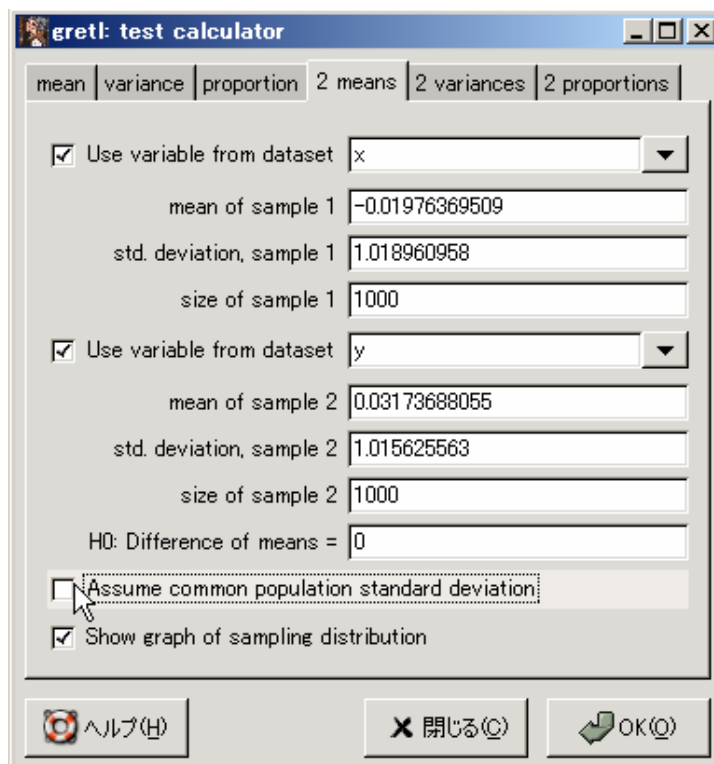 gretl: test calculator
mean variance proportion 2 means 2 variances 2 proportions
Use variable from dataset x
mean of sample 1 -0.01976369509
std. deviation, sample 1 1.018960958
size of sample 1 1000
Use variable from dataset y
mean of sample 2 0.03173688055
std. deviation, sample 2 1.015625563
size of sample 2 1000
H0: Difference of means = 0
Assume common population standard deviation
Show graph of sampling distribution
ヘルプ(H) 閉じる(C) OK(O)